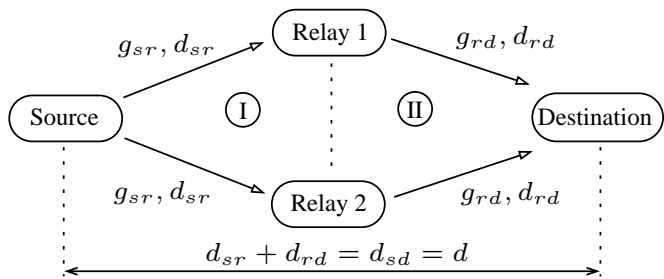 Relay 1
g_{sr}, d_{sr}
g_{rd}, d_{rd}
Source
I
II
Destination
g_{sr}, d_{sr}
Relay 2
g_{rd}, d_{rd}
d_{sr} + d_{rd} = d_{sd} = d